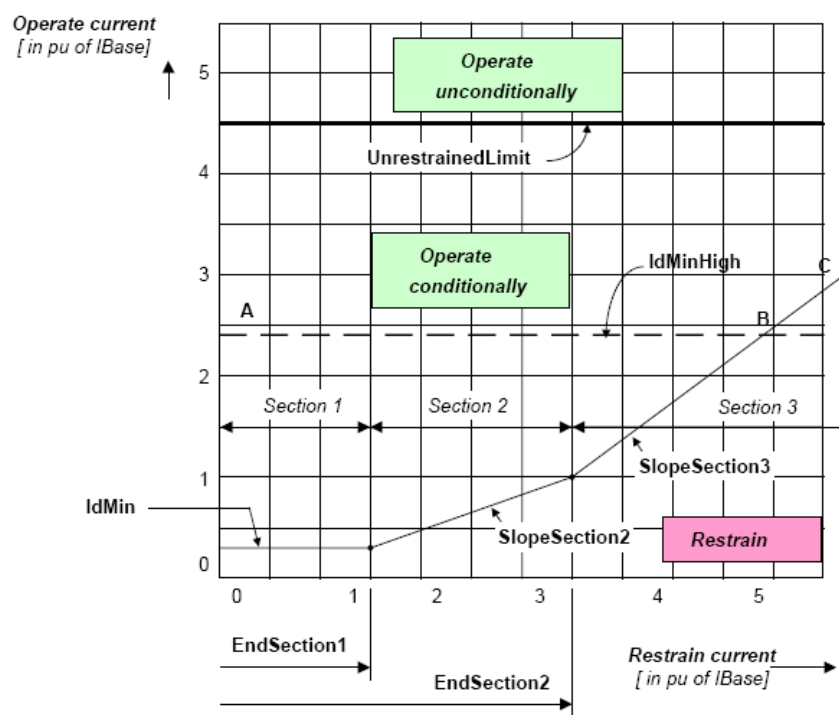 Operate current
[ in pu of IBase]
5
Operate
unconditionally
UnrestrainedLimit
4
Operate
conditionally
3
IdMinHigh
C
A
B
2
Section 1
Section 2
Section 3
1
SlopeSection3
IdMin
SlopeSection2
Restrain
0
0
1
2
3
4
5
EndSection1
Restrain current
[ in pu of IBase]
EndSection2